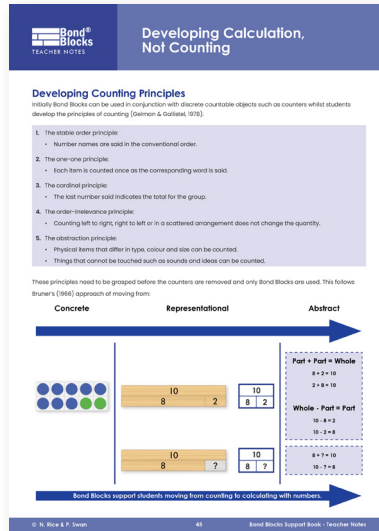 Bond®
Blocks
TEACHER NOTES
Developing Calculation,
Not Counting
Developing Counting Principles
Initially Bond Blocks can be used in conjunction with discrete countable objects such as counters whilst students
develop the principles of counting (Gelman & Gallistel, 1978).
1. The stable order principle:
• Number names are said in the conventional order.
2. The one-one principle:
• Each item is counted once as the corresponding word is said.
3. The cardinal principle:
• The last number said indicates the total for the group.
4. The order-irrelevance principle:
• Counting left to right, right to left or in a scattered arrangement does not change the quantity.
5. The abstraction principle:
• Physical items that differ in type, colour and size can be counted.
• Things that cannot be touched such as sounds and ideas can be counted.
These principles need to be grasped before the counters are removed and only Bond Blocks are used. This follows
Bruner's (1966) approach of moving from:
Concrete
Representational
Abstract
10
8 2
10
8 2
Part + Part = Whole
8 + 2 = 10
2 + 8 = 10
Whole - Part = Part
10 - 8 = 2
10 - 2 = 8
10
8 ?
10
8 ?
8 + ? = 10
10 - ? = 8
Bond Blocks support students moving from counting to calculating with numbers.
© N. Rice & P. Swan
45
Bond Blocks Support Book - Teacher Notes